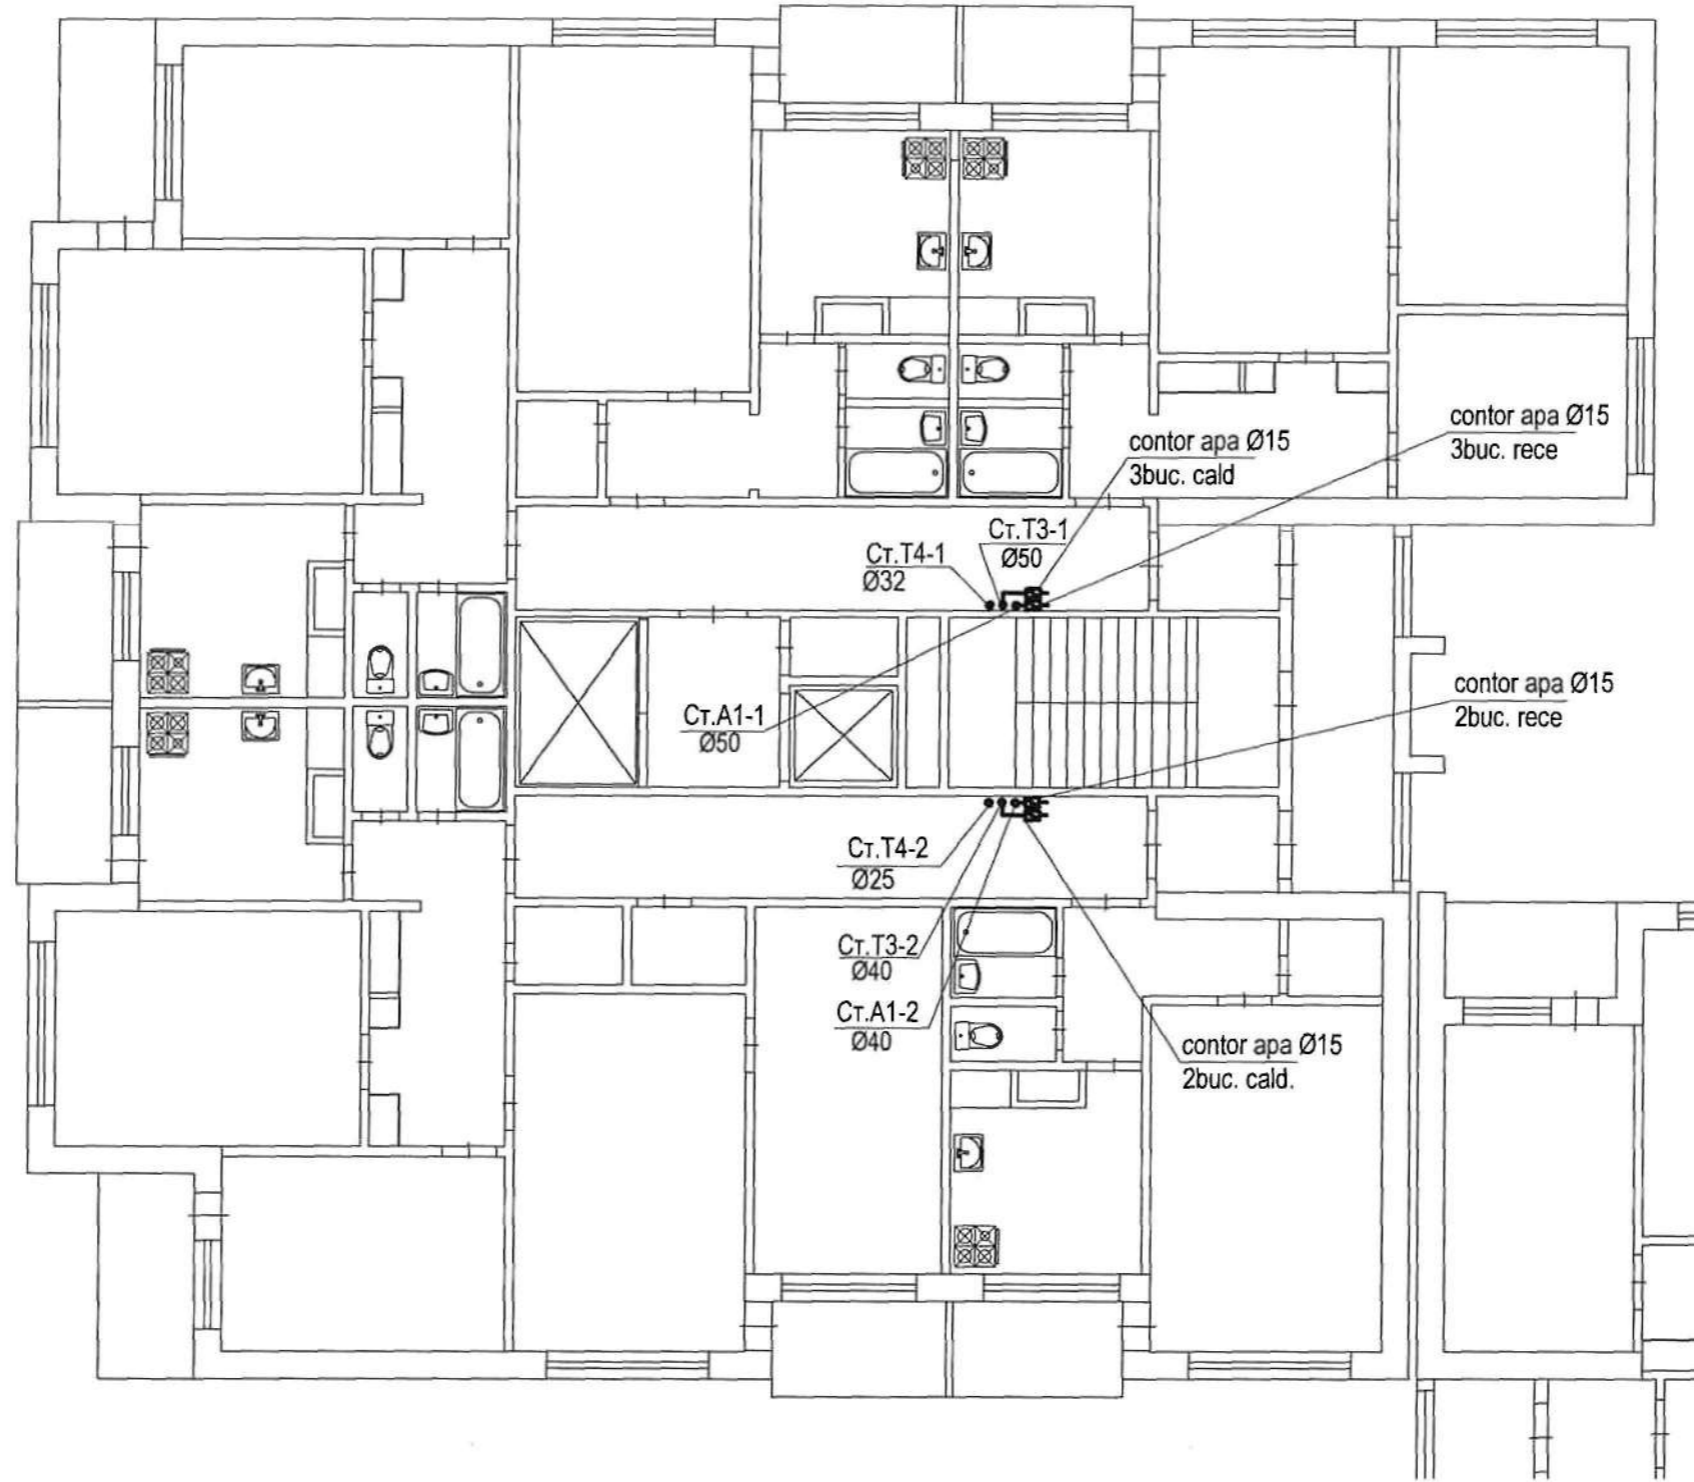 contor apa Ø15
3buc. rece
contor apa Ø15
3buc. cald
Ст.Т3-1
Ø50
Ст.Т4-1
Ø32
Ст.А1-1
Ø50
contor apa Ø15
2buc. rece
Ст.Т4-2
Ø25
Ст.Т3-2
Ø40
Ст.А1-2
Ø40
contor apa Ø15
2buc. cald.